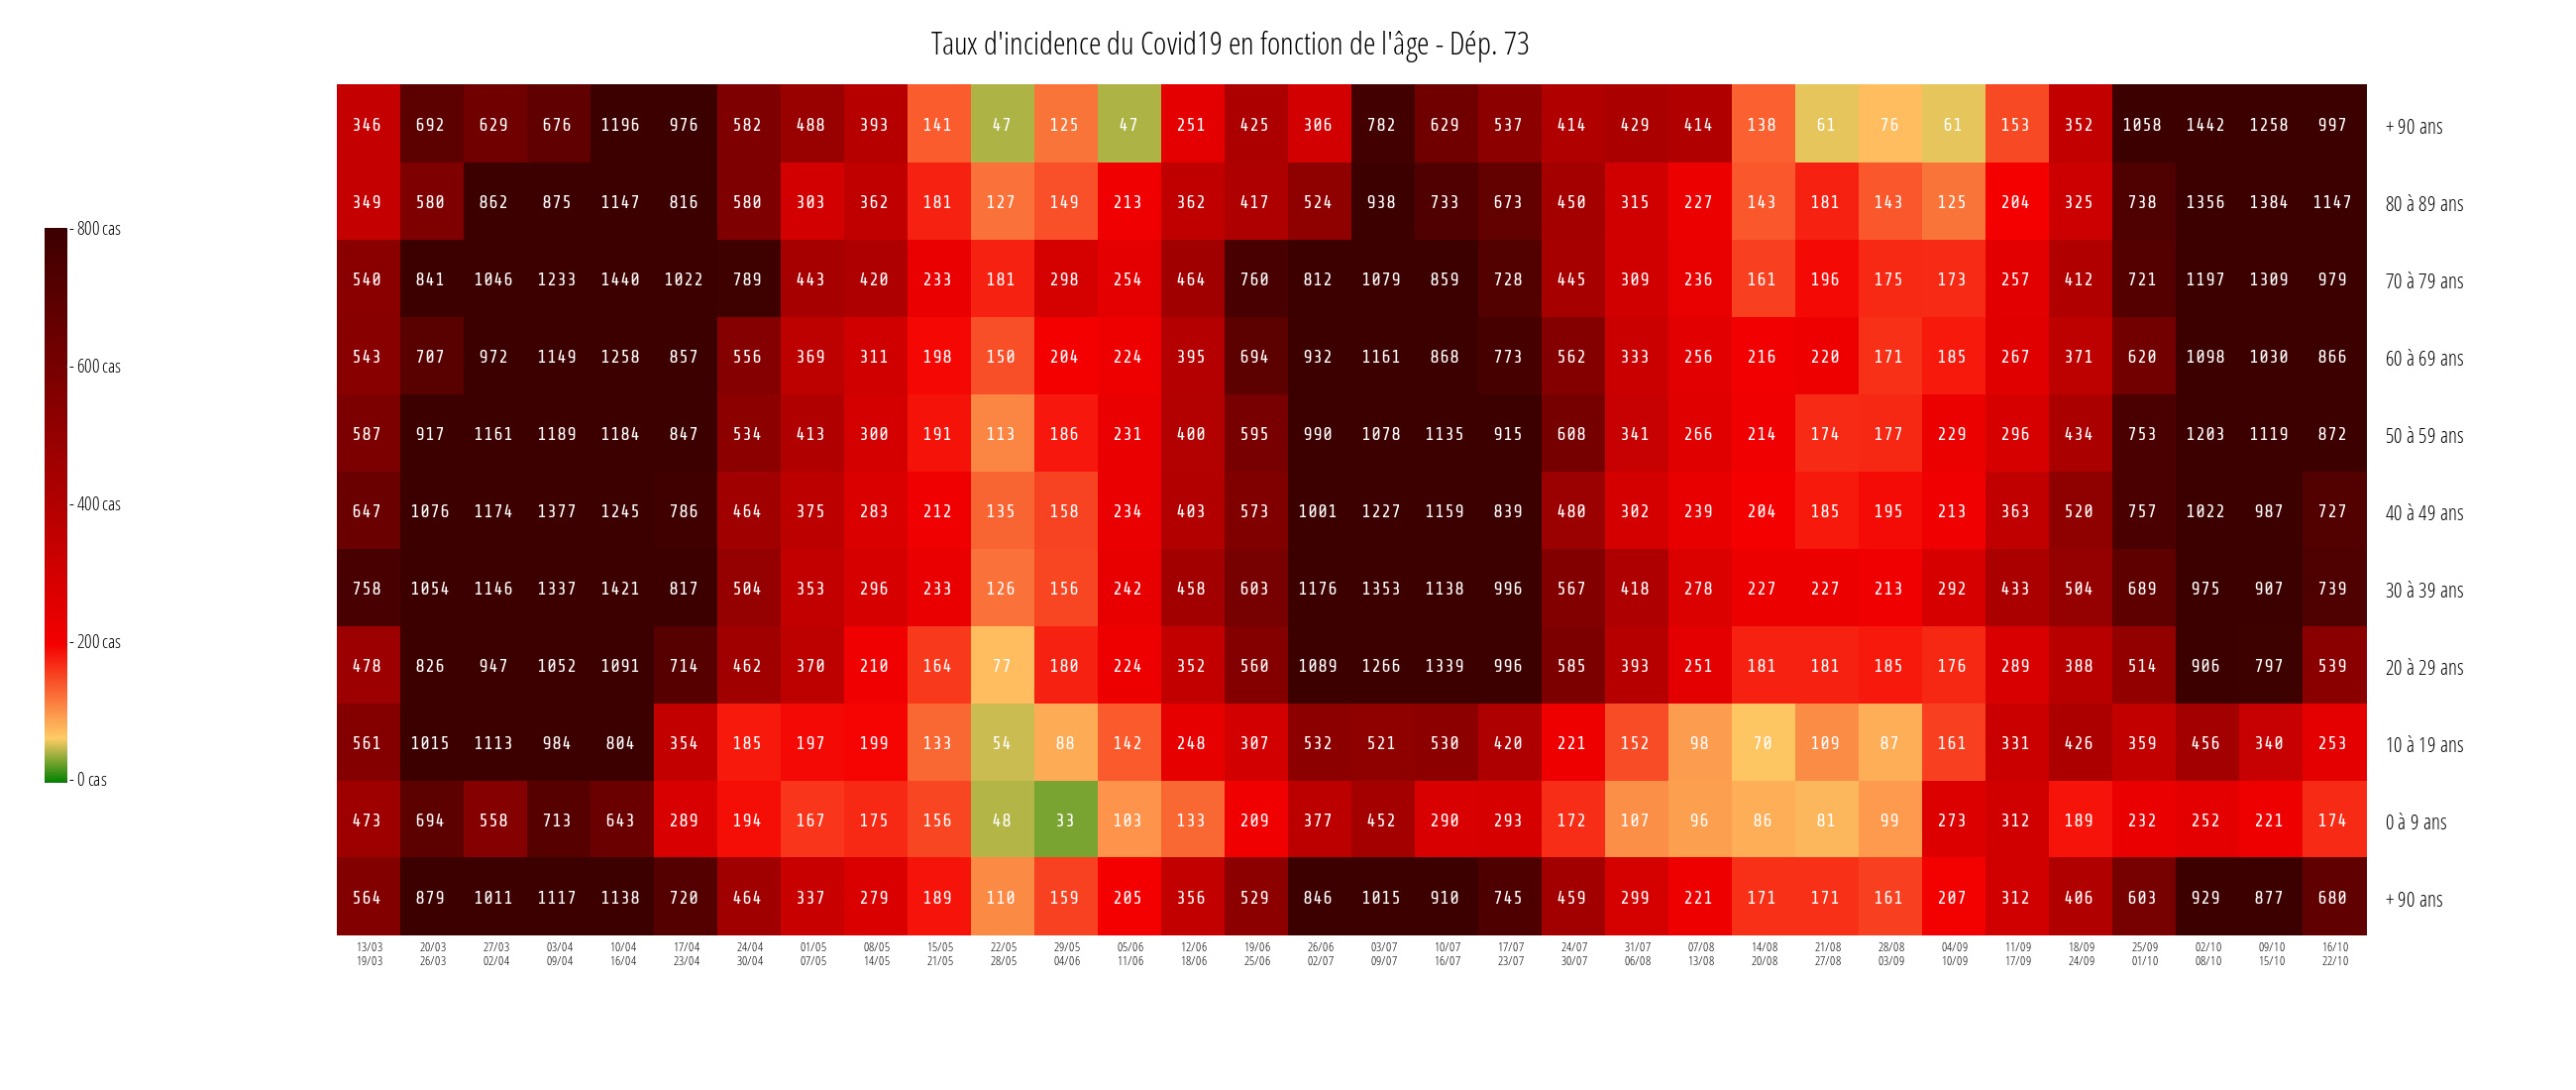 Taux d'incidence du Covid19 en fonction de l'âge - Dép. 73
346 692 629 676 1196 976 582 488 393 141 47 125 47 251 425 306 782 629 537 414 429 414 138 61 76 61 153 352 1058 1442 1258 997 + 90 ans
349 580 862 875 1147 816 580 303 362 181 127 149 213 362 417 524 938 733 673 450 315 227 143 181 143 125 204 325 738 1356 1384 1147 80 à 89 ans
- 800 cas
540 841 1046 1233 1440 1022 789 443 420 233 181 298 254 464 760 812 1079 859 728 445 309 236 161 196 175 173 257 412 721 1197 1309 979 70 à 79 ans
543 707 972 1149 1258 857 556 369 311 198 150 204 224 395 694 932 1161 868 773 562 333 256 216 220 171 185 267 371 620 1098 1030 866 60 à 69 ans
- 600 cas
587 917 1161 1189 1184 847 534 413 300 191 113 186 231 400 595 990 1078 1135 915 608 341 266 214 174 177 229 296 434 753 1203 1119 872 50 à 59 ans
- 400 cas
647 1076 1174 1377 1245 786 464 375 283 212 135 158 234 403 573 1001 1227 1159 839 480 302 239 204 185 195 213 363 520 757 1022 987 727 40 à 49 ans
758 1054 1146 1337 1421 817 504 353 296 233 126 156 242 458 603 1176 1353 1138 996 567 418 278 227 227 213 292 433 504 689 975 907 739 30 à 39 ans
- 200 cas
478 826 947 1052 1091 714 462 370 210 164 77 180 224 352 560 1089 1266 1339 996 585 393 251 181 181 185 176 289 388 514 906 797 539 20 à 29 ans
561 1015 1113 984 804 354 185 197 199 133 54 88 142 248 307 532 521 530 420 221 152 98 70 109 87 161 331 426 359 456 340 253 10 à 19 ans
- 0 cas
473 694 558 713 643 289 194 167 175 156 48 33 103 133 209 377 452 290 293 172 107 96 86 81 99 273 312 189 232 252 221 174 0 à 9 ans
564 879 1011 1117 1138 720 464 337 279 189 110 159 205 356 529 846 1015 910 745 459 299 221 171 171 161 207 312 406 603 929 877 680 + 90 ans
13/03 20/03 27/03 03/04 10/04 17/04 24/04 01/05 08/05 15/05 22/05 29/05 05/06 12/06 19/06 26/06 03/07 10/07 17/07 24/07 31/07 07/08 14/08 21/08 28/08 04/09 11/09 18/09 25/09 02/10 09/10 16/10
19/03 26/03 02/04 09/04 16/04 23/04 30/04 07/05 14/05 21/05 28/05 04/06 11/06 18/06 25/06 02/07 09/07 16/07 23/07 30/07 06/08 13/08 20/08 27/08 03/09 10/09 17/09 24/09 01/10 08/10 15/10 22/10